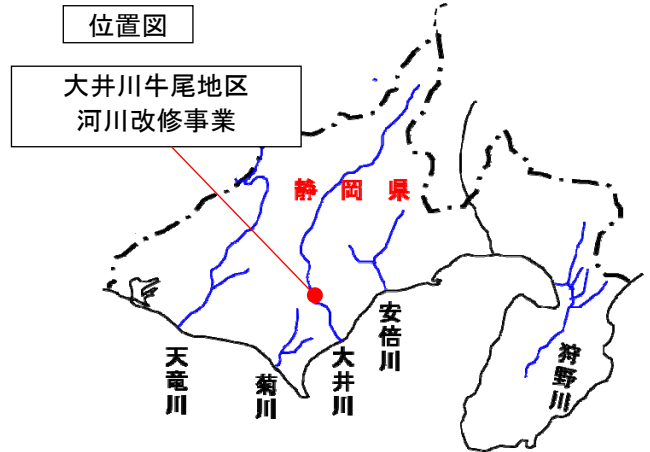 位置図
大井川牛尾地区
河川改修事業
静岡県
天竜川
菊川
大井川
安倍川
狩野川